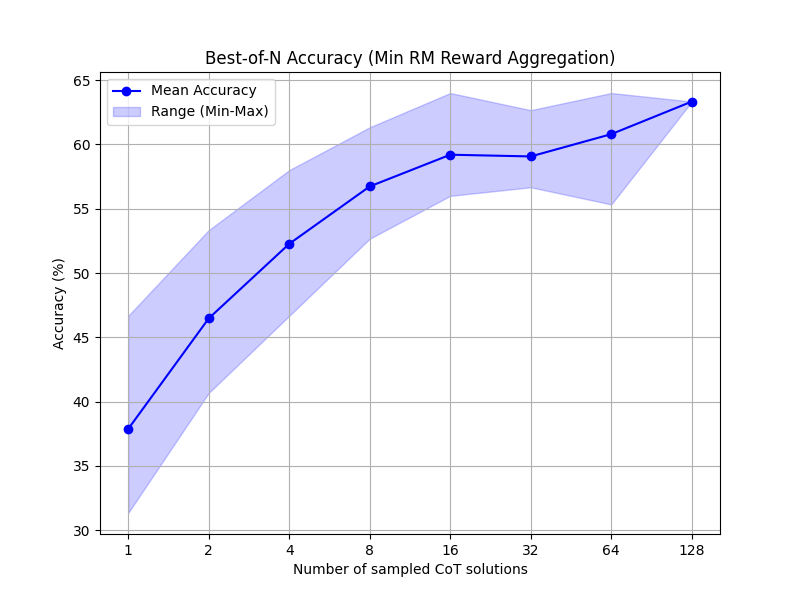 Best-of-N Accuracy (Min RM Reward Aggregation)
Mean Accuracy
Range (Min-Max)
Accuracy (%)
65
60
55
50
45
40
35
30
1 2 4 8 16 32 64 128
Number of sampled CoT solutions